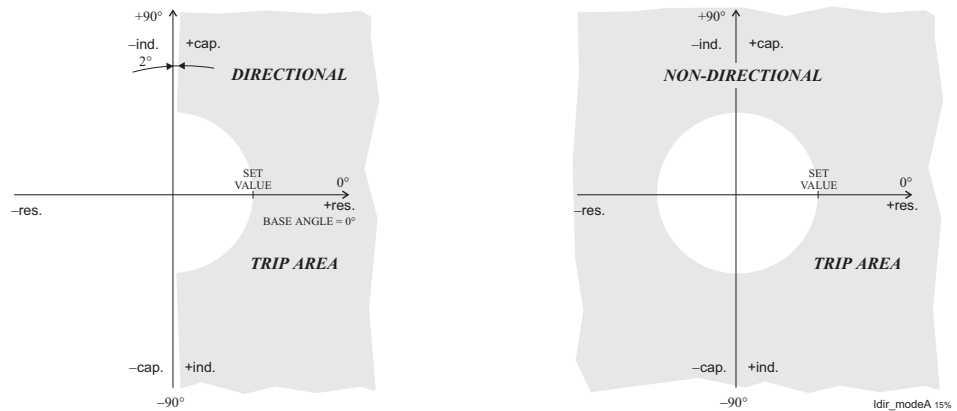 +90°
–ind.
+cap.
2°
DIRECTIONAL
SET
VALUE
0°
–res.
+res.
BASE ANGLE = 0°
TRIP AREA
–cap.
+ind.
–90°
+90°
–ind.
+cap.
NON-DIRECTIONAL
SET
VALUE
0°
–res.
+res.
TRIP AREA
–cap.
+ind.
–90°
ldir_modeA 15%